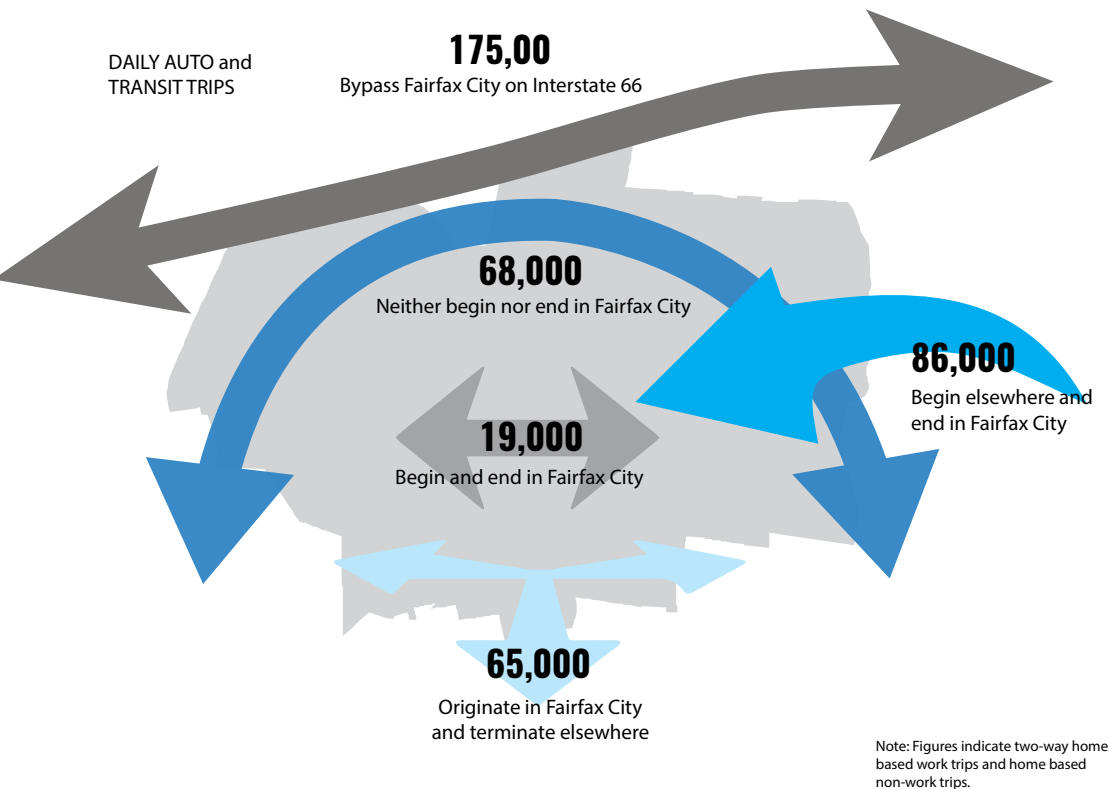 DAILY AUTO and
TRANSIT TRIPS
175,00
Bypass Fairfax City on Interstate 66
68,000
Neither begin nor end in Fairfax City
86,000
Begin elsewhere and
end in Fairfax City
19,000
Begin and end in Fairfax City
65,000
Originate in Fairfax City
and terminate elsewhere
Note: Figures indicate two-way home
based work trips and home based
non-work trips.